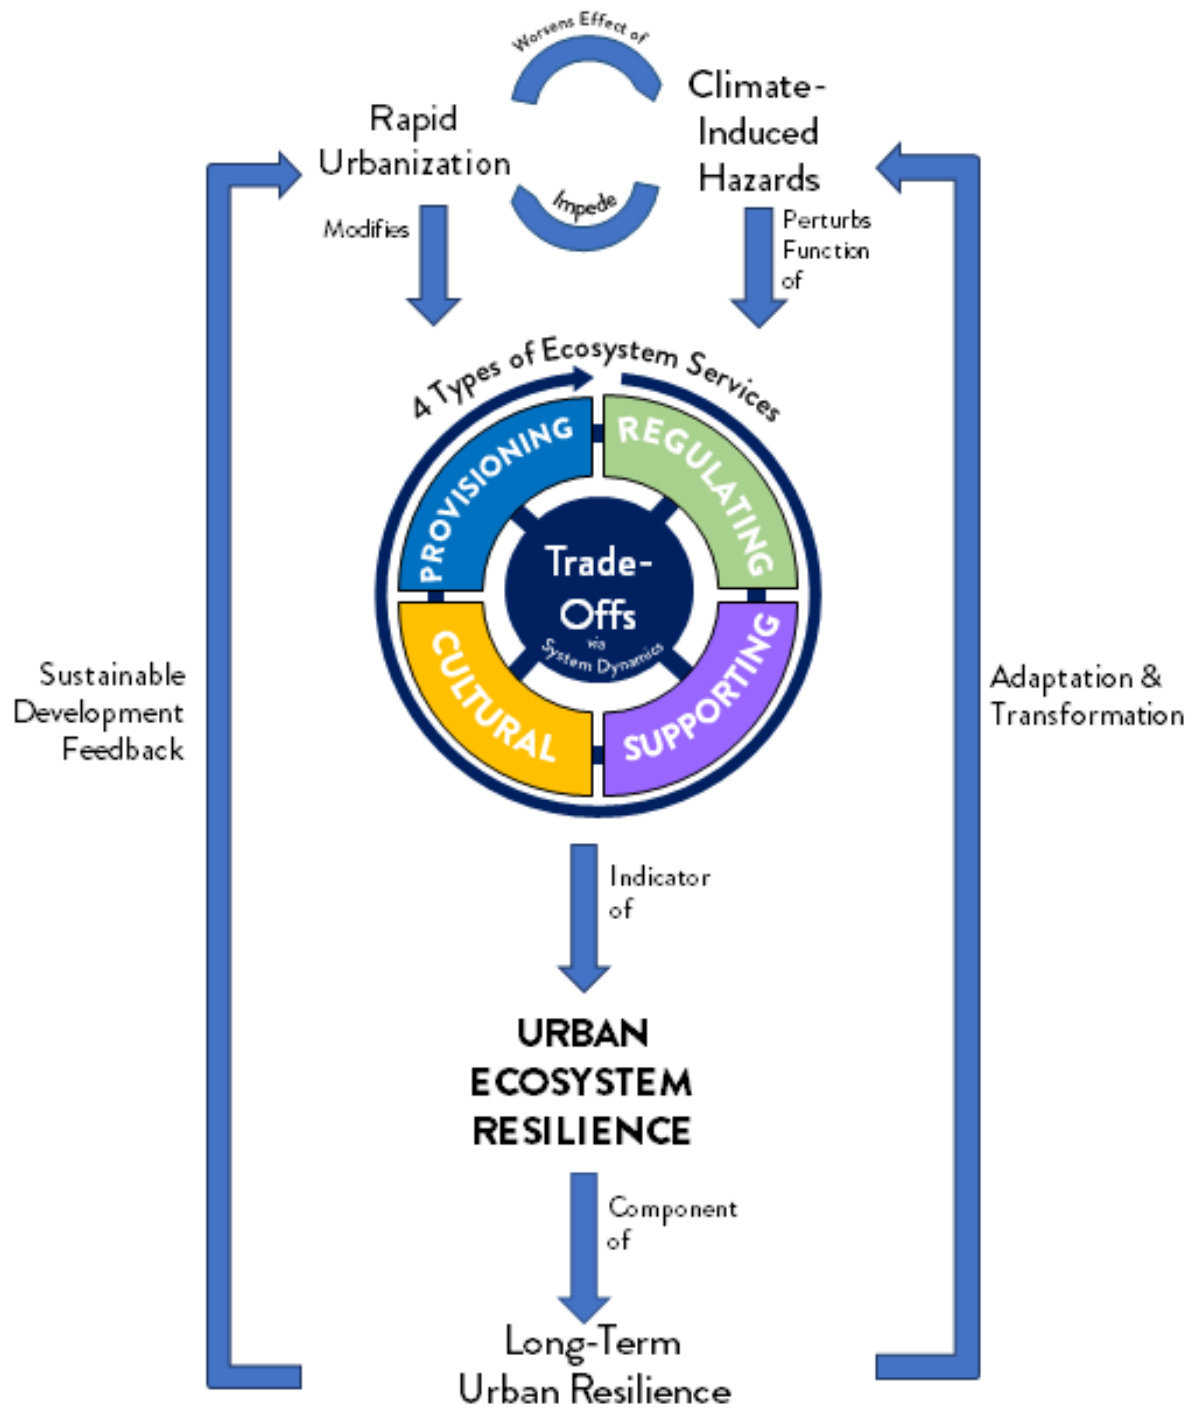 Worsens Effect of
Rapid
Urbanization
Climate-
Induced
Hazards
Impede
Modifies
Perturbs
Function
of
4 Types of Ecosystem Services
PROVISIONING
REGULATING
Trade-
Offs
via
System Dynamics
CULTURAL
SUPPORTING
Sustainable
Development
Feedback
Adaptation &
Transformation
Indicator
of
URBAN
ECOSYSTEM
RESILIENCE
Component
of
Long-Term
Urban Resilience